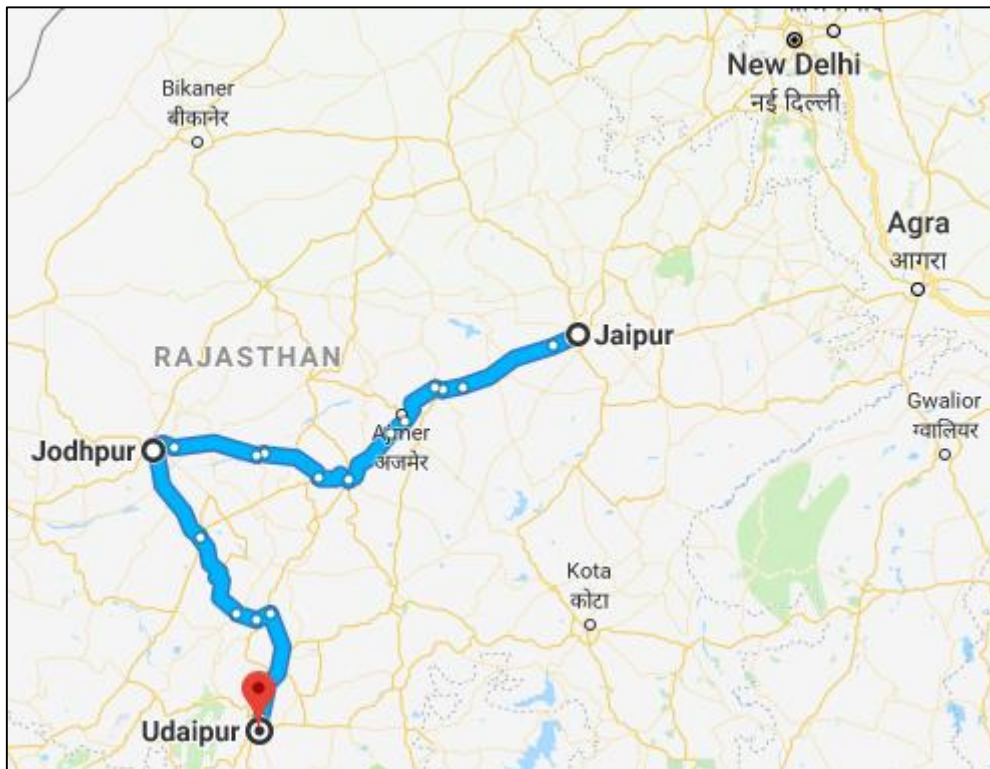 New Delhi
नई दिल्ली
Bikaner
बीकानेर
Agra
आगरा
Jaipur
RAJASTHAN
Gwalior
ग्वालियर
Ajmer
अजमेर
Jodhpur
Kota
कोटा
Udaipur